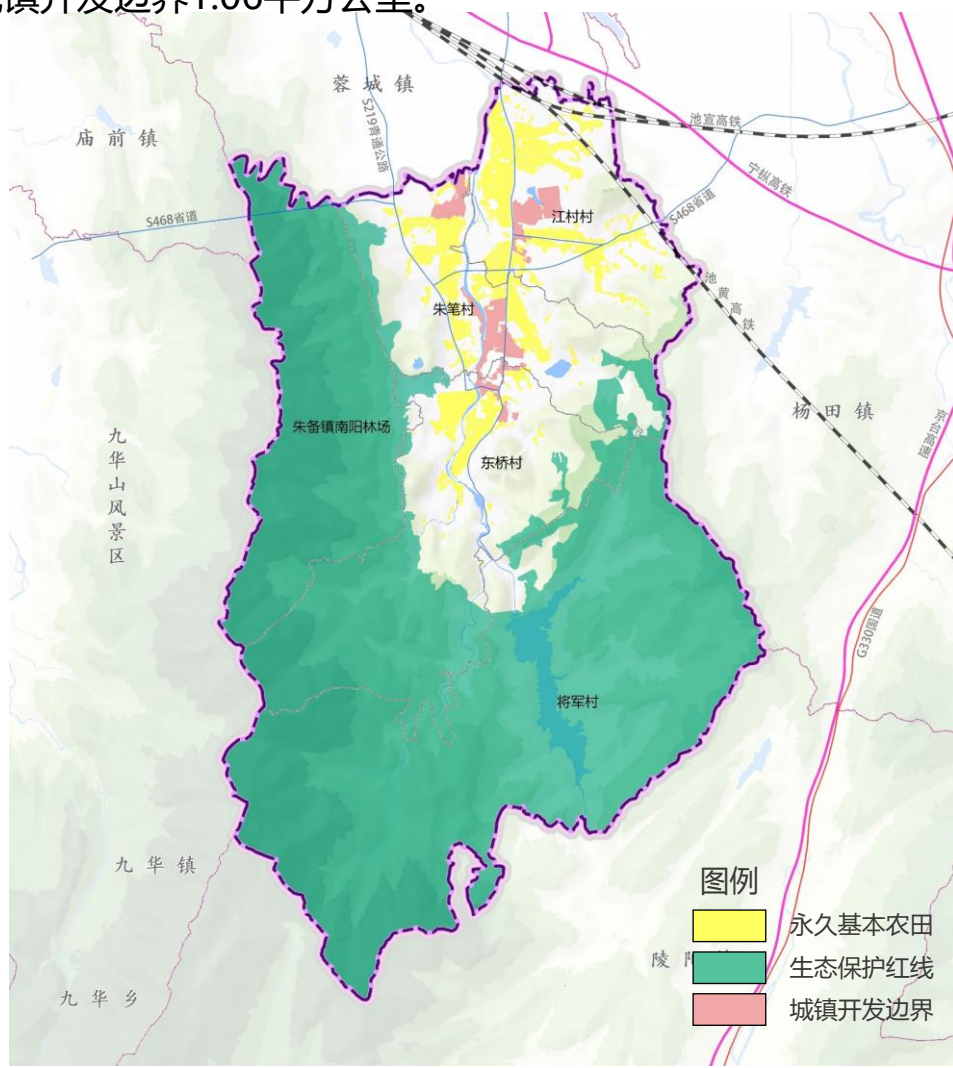 镇开发边界1.06平方公里。
蓉城镇
庙前镇
S219青通公路
池宣高铁
宁枞高铁
S468省道
S468省道
江村村
池黄高铁
朱笔村
杨田镇
京台高速
朱备镇南阳林场
九华山风景区
东桥村
G330国道
将军村
九华镇
图例
永久基本农田
陵阳
生态保护红线
九华乡
城镇开发边界